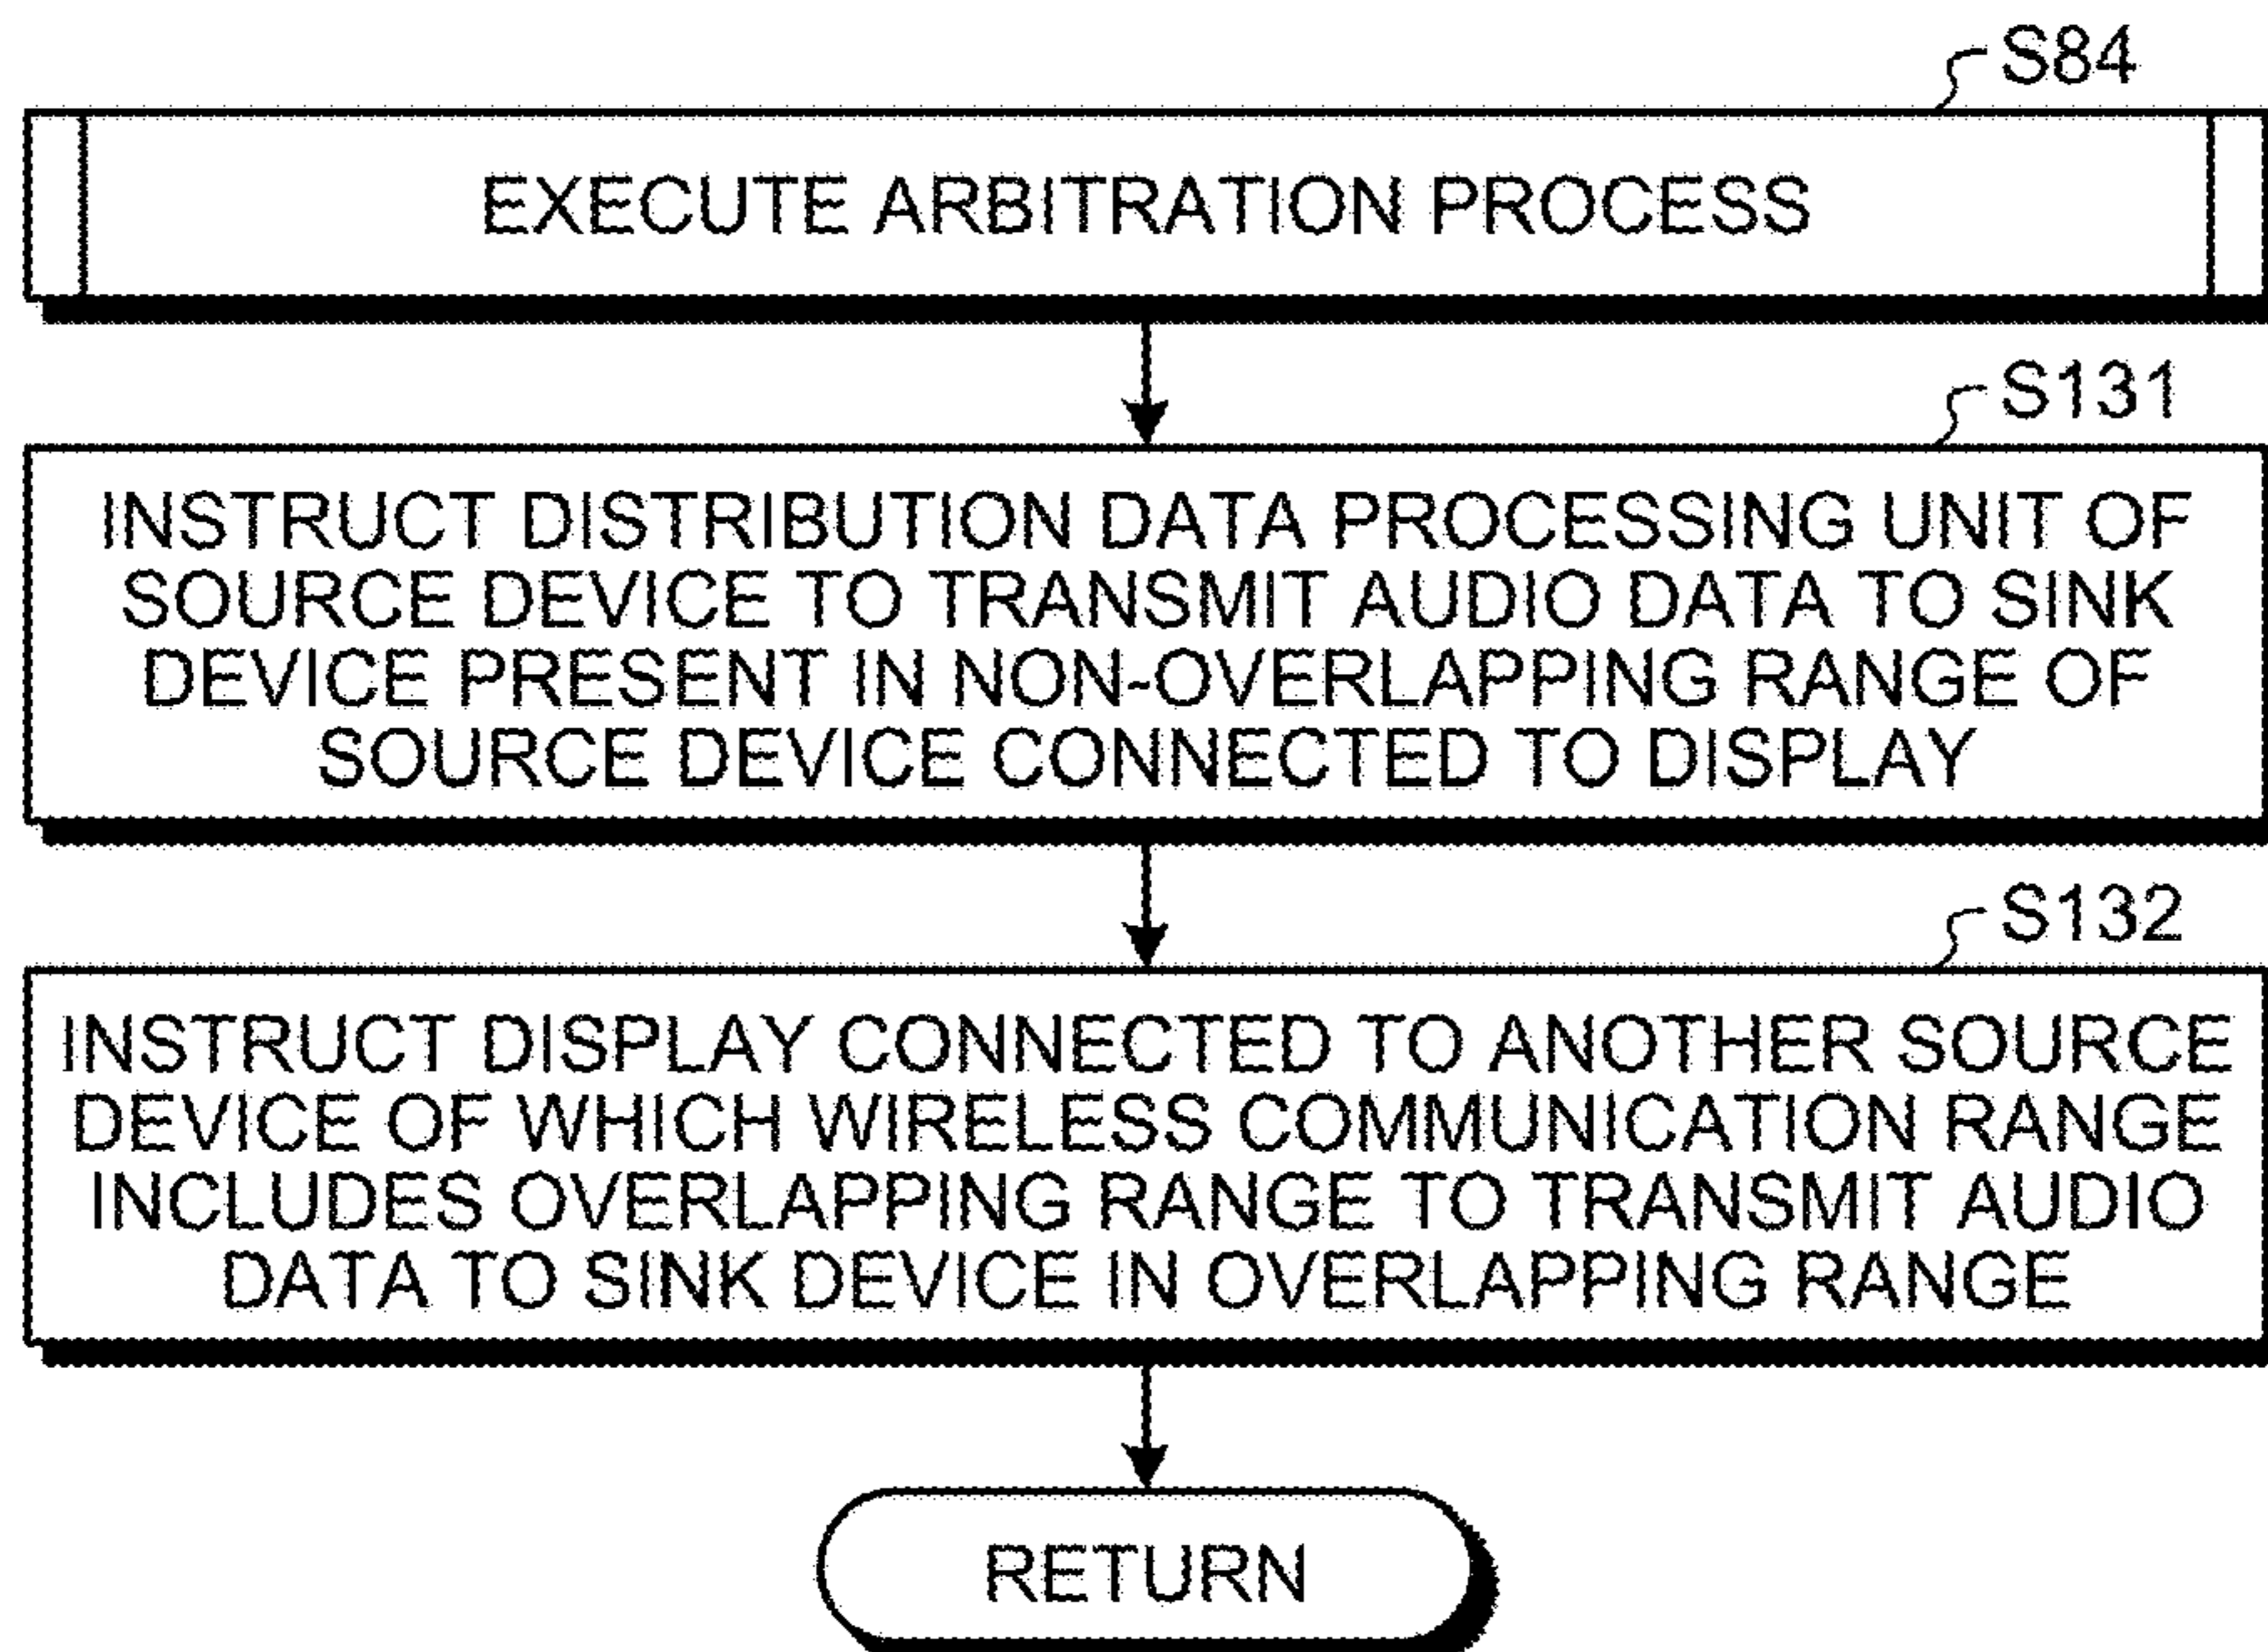 S84
EXECUTE ARBITRATION PROCESS
S131
INSTRUCT DISTRIBUTION DATA PROCESSING UNIT OF
SOURCE DEVICE TO TRANSMIT AUDIO DATA TO SINK
DEVICE PRESENT IN NON-OVERLAPPING RANGE OF
SOURCE DEVICE CONNECTED TO DISPLAY
S132
INSTRUCT DISPLAY CONNECTED TO ANOTHER SOURCE
DEVICE OF WHICH WIRELESS COMMUNICATION RANGE
INCLUDES OVERLAPPING RANGE TO TRANSMIT AUDIO
DATA TO SINK DEVICE IN OVERLAPPING RANGE
RETURN